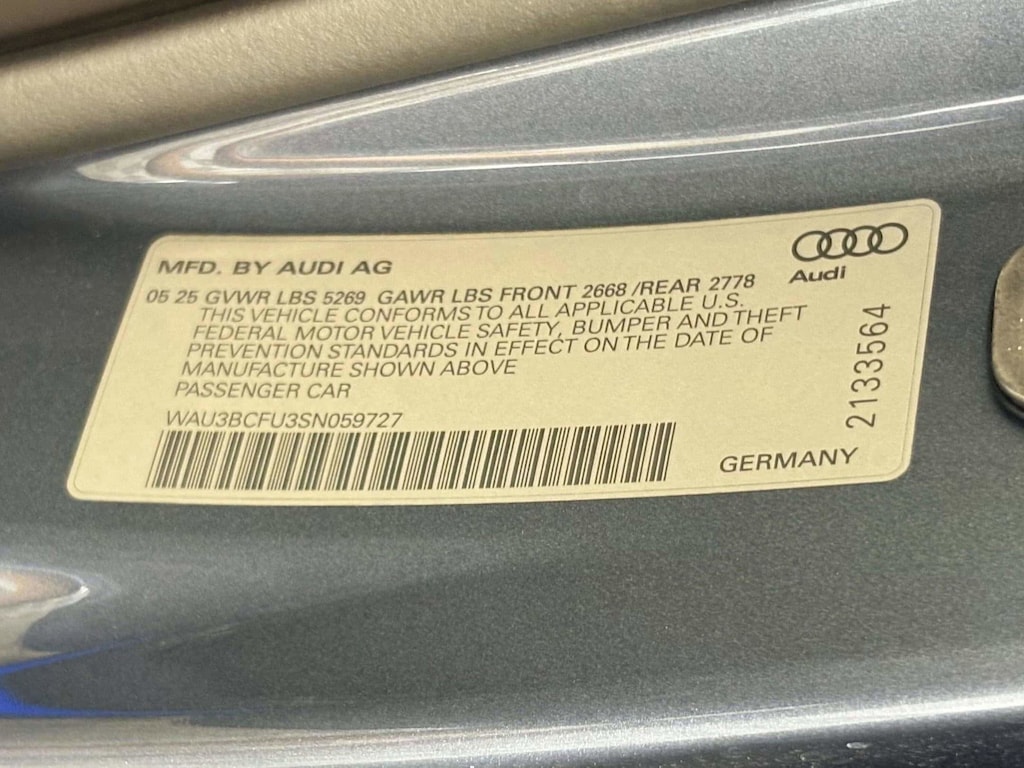 MFD. BY AUDI AG
Audi
05 25 GVWR LBS 5269 GAWR LBS FRONT 2668 /REAR 2778
THIS VEHICLE CONFORMS TO ALL APPLICABLE U.S.
FEDERAL MOTOR VEHICLE SAFETY, BUMPER AND THEFT
PREVENTION STANDARDS IN EFFECT ON THE DATE OF
MANUFACTURE SHOWN ABOVE
PASSENGER CAR
WAU3BCFU3SN059727
2133564
GERMANY